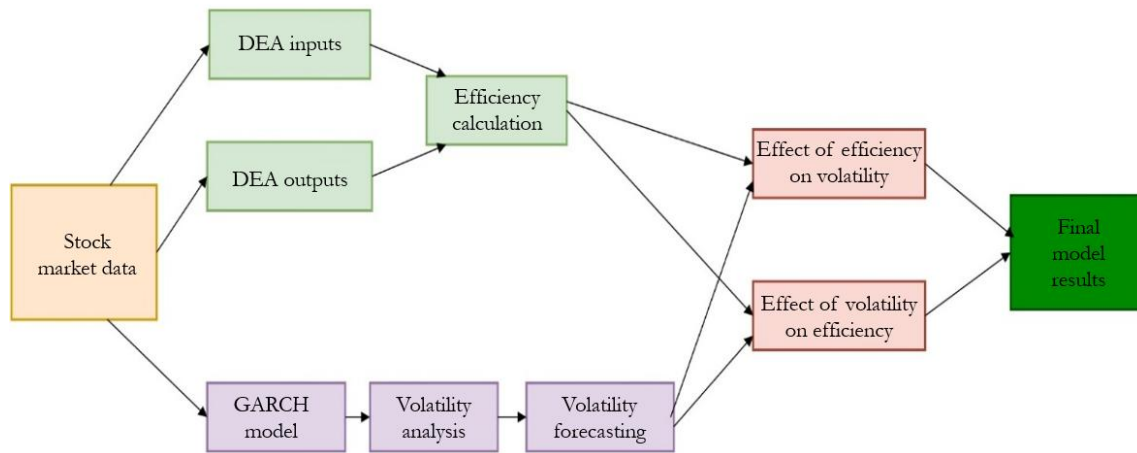 DEA inputs
Efficiency
calculation
DEA outputs
Effect of efficiency
on volatility
Stock
market data
Final
model
results
Effect of volatility
on efficiency
GARCH
model
Volatility
analysis
Volatility
forecasting